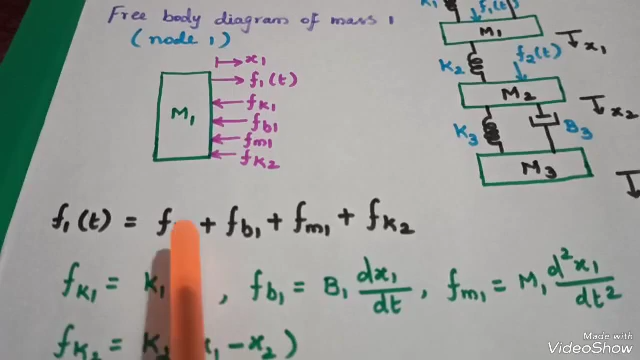 Free body diagram of mass 1
(node 1)
x₁
f₁(t)
M₁
fk₁
fb₁
fm₁
fk₂
K₁
f₁(t)
M₁
x₁
K₂
f₂(t)
M₂
x₂
K₃
B₃
M₃
f₁(t) = f + fb₁ + fm₁ + fk₂
fk₁ = K₁ , fb₁ = B₁ dx₁/dt , fm₁ = M₁ d²x₁/dt²
fk₂ = K₂ x₁ - x₂)
Made with
VideoShow